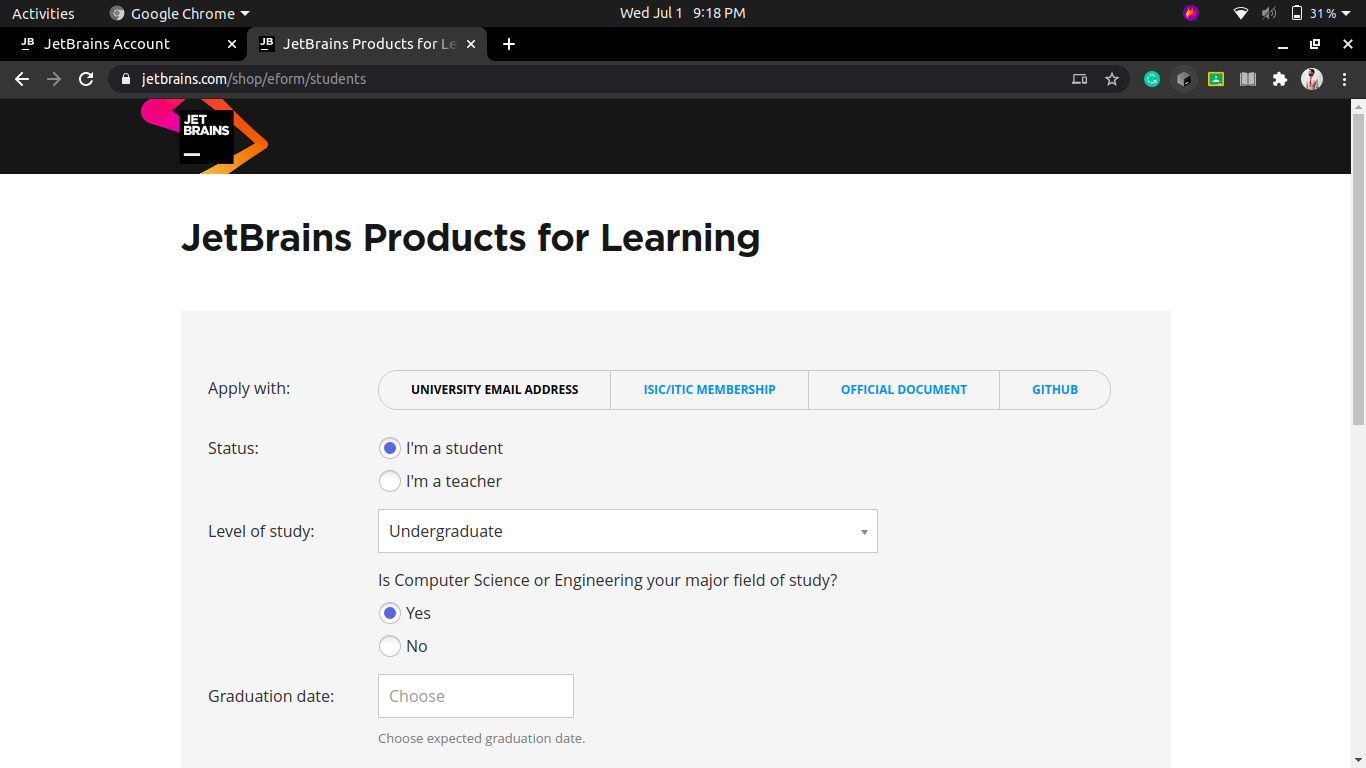 Activities Google Chrome Wed Jul 1 9:18 PM 31%
JB JetBrains Account JB JetBrains Products for Le
jetbrains.com/shop/eform/students
JET
BRAINS
JetBrains Products for Learning
Apply with: UNIVERSITY EMAIL ADDRESS ISIC/ITIC MEMBERSHIP OFFICIAL DOCUMENT GITHUB
Status: I'm a student
I'm a teacher
Level of study: Undergraduate
Is Computer Science or Engineering your major field of study?
Yes
No
Graduation date: Choose
Choose expected graduation date.